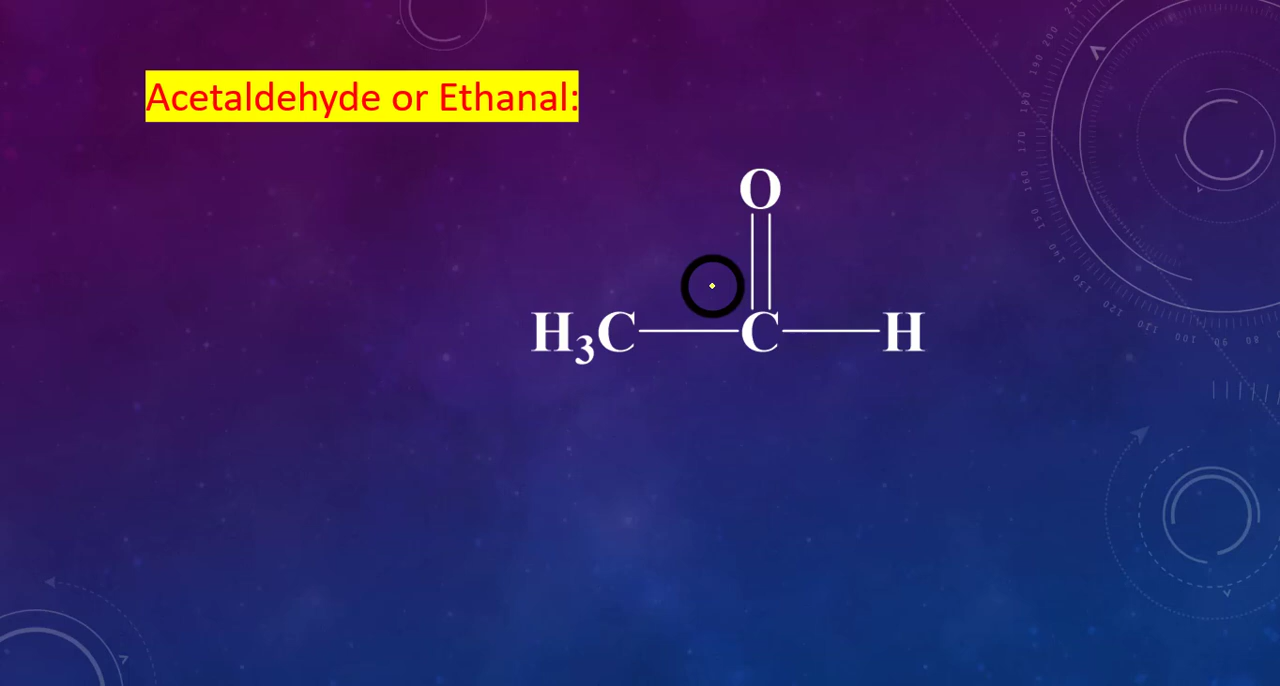 Acetaldehyde or Ethanal:
O
H₃C C H